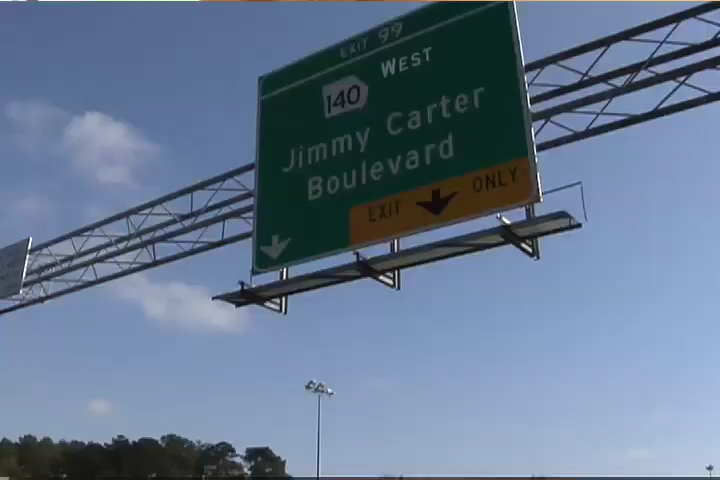 EXIT 99
140 WEST
Jimmy Carter
Boulevard
EXIT ONLY